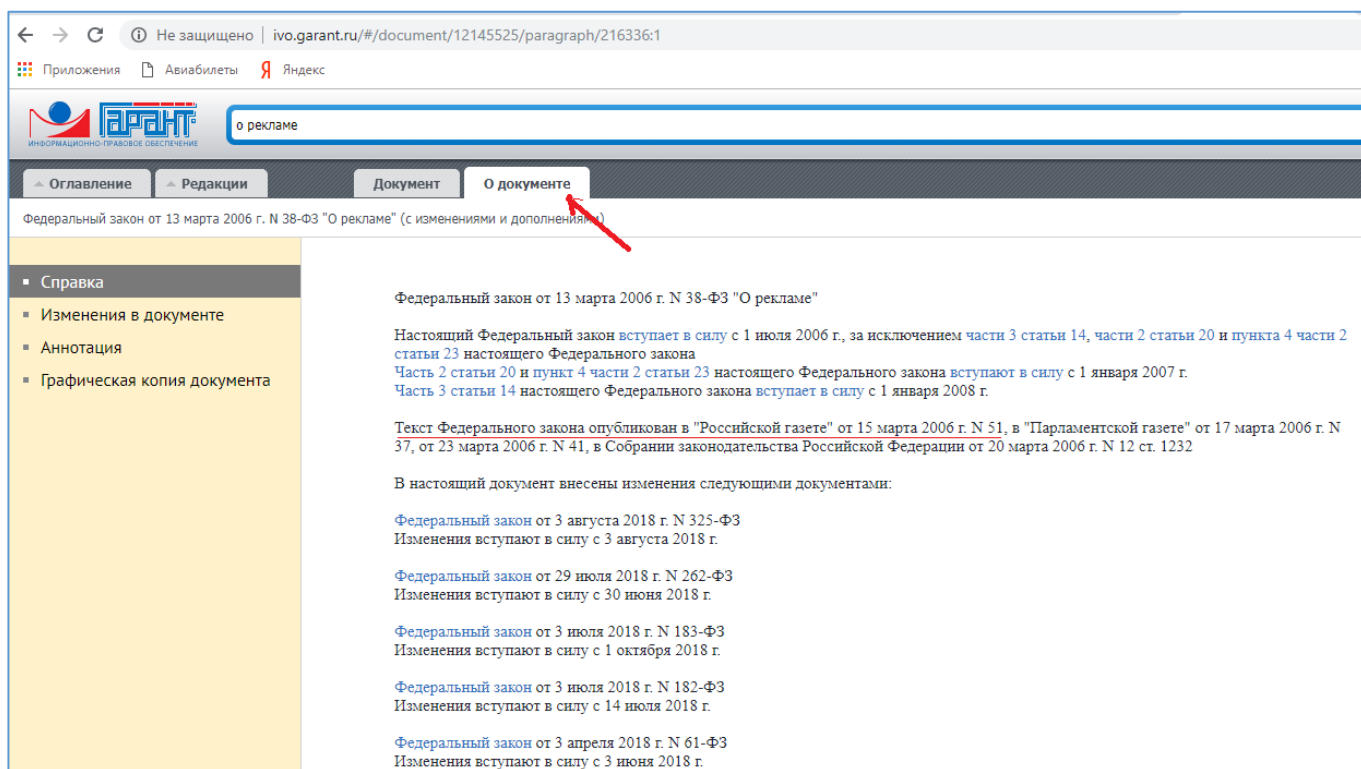 Не защищено | ivo.garant.ru/#/document/12145525/paragraph/216336:1
Приложения Авиабилеты Яндекс
ГАРАНТ
ИНФОРМАЦИОННО-ПРАВОВОЕ ОБЕСПЕЧЕНИЕ
о рекламе
Оглавление Редакции Документ О документе
Федеральный закон от 13 марта 2006 г. N 38-ФЗ "О рекламе" (с изменениями и дополнениями)
Справка
Изменения в документе
Аннотация
Графическая копия документа
Федеральный закон от 13 марта 2006 г. N 38-ФЗ "О рекламе"
Настоящий Федеральный закон вступает в силу с 1 июля 2006 г., за исключением части 3 статьи 14, части 2 статьи 20 и пункта 4 части 2
статьи 23 настоящего Федерального закона
Часть 2 статьи 20 и пункт 4 части 2 статьи 23 настоящего Федерального закона вступают в силу с 1 января 2007 г.
Часть 3 статьи 14 настоящего Федерального закона вступает в силу с 1 января 2008 г.
Текст Федерального закона опубликован в "Российской газете" от 15 марта 2006 г. N 51, в "Парламентской газете" от 17 марта 2006 г. N
37, от 23 марта 2006 г. N 41, в Собрании законодательства Российской Федерации от 20 марта 2006 г. N 12 ст. 1232
В настоящий документ внесены изменения следующими документами:
Федеральный закон от 3 августа 2018 г. N 325-ФЗ
Изменения вступают в силу с 3 августа 2018 г.
Федеральный закон от 29 июля 2018 г. N 262-ФЗ
Изменения вступают в силу с 30 июня 2018 г.
Федеральный закон от 3 июля 2018 г. N 183-ФЗ
Изменения вступают в силу с 1 октября 2018 г.
Федеральный закон от 3 июля 2018 г. N 182-ФЗ
Изменения вступают в силу с 14 июля 2018 г.
Федеральный закон от 3 апреля 2018 г. N 61-ФЗ
Изменения вступают в силу с 3 июня 2018 г.